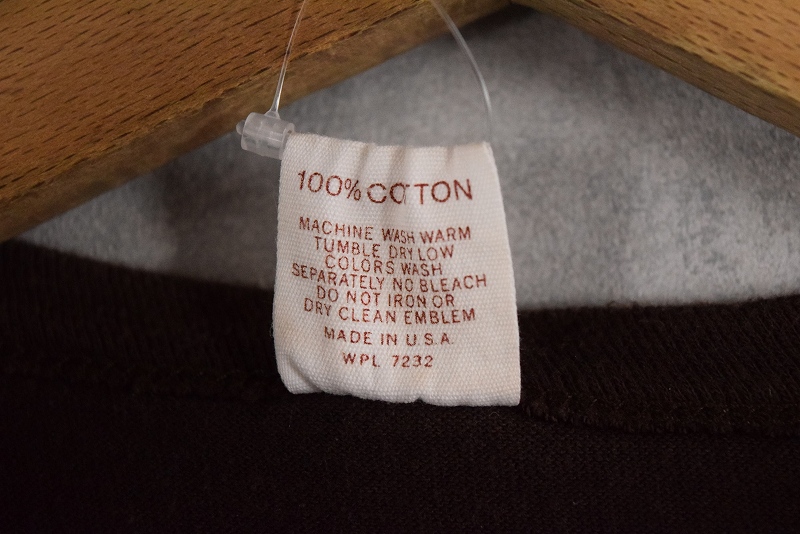 100% COTTON
MACHINE WASH WARM
TUMBLE DRY LOW
COLORS WASH
SEPARATELY NO BLEACH
DO NOT IRON OR
DRY CLEAN EMBLEM
MADE IN U.S.A.
WPL 7232